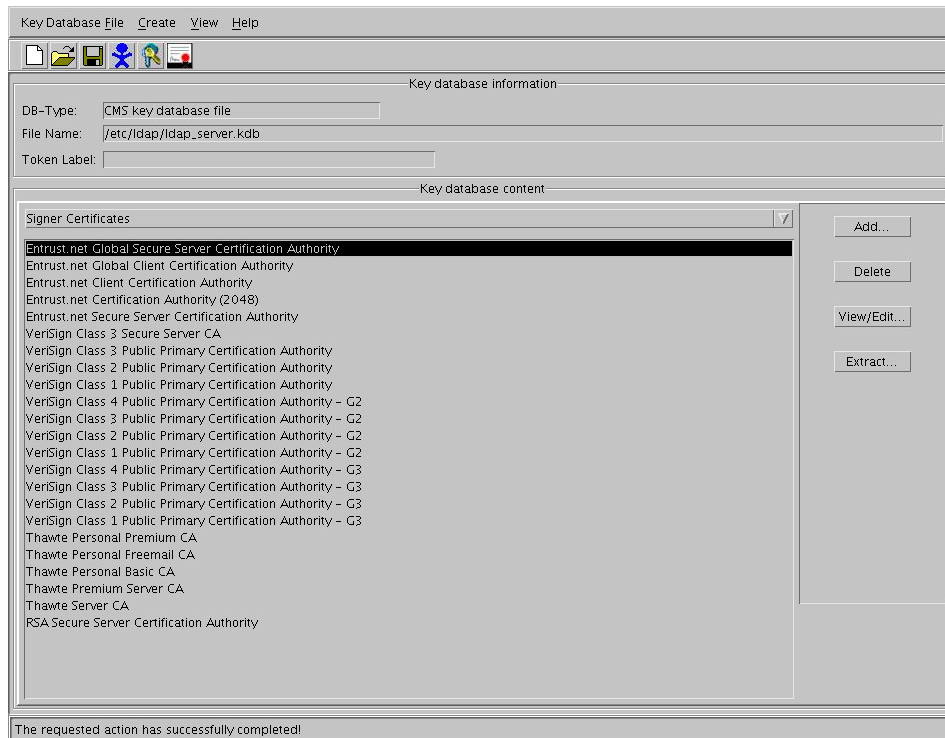 Key Database File Create View Help
Key database information
DB-Type: CMS key database file
File Name: /etc/ldap/ldap_server.kdb
Token Label:
Key database content
Signer Certificates
Add...
Entrust.net Global Secure Server Certification Authority
Entrust.net Global Client Certification Authority
Delete
Entrust.net Client Certification Authority
Entrust.net Certification Authority (2048)
Entrust.net Secure Server Certification Authority
View/Edit...
VeriSign Class 3 Secure Server CA
VeriSign Class 3 Public Primary Certification Authority
Extract...
VeriSign Class 2 Public Primary Certification Authority
VeriSign Class 1 Public Primary Certification Authority
VeriSign Class 4 Public Primary Certification Authority - G2
VeriSign Class 3 Public Primary Certification Authority - G2
VeriSign Class 2 Public Primary Certification Authority - G2
VeriSign Class 1 Public Primary Certification Authority - G2
VeriSign Class 4 Public Primary Certification Authority - G3
VeriSign Class 3 Public Primary Certification Authority - G3
VeriSign Class 2 Public Primary Certification Authority - G3
VeriSign Class 1 Public Primary Certification Authority - G3
Thawte Personal Premium CA
Thawte Personal Freemail CA
Thawte Personal Basic CA
Thawte Premium Server CA
Thawte Server CA
RSA Secure Server Certification Authority
The requested action has successfully completed!